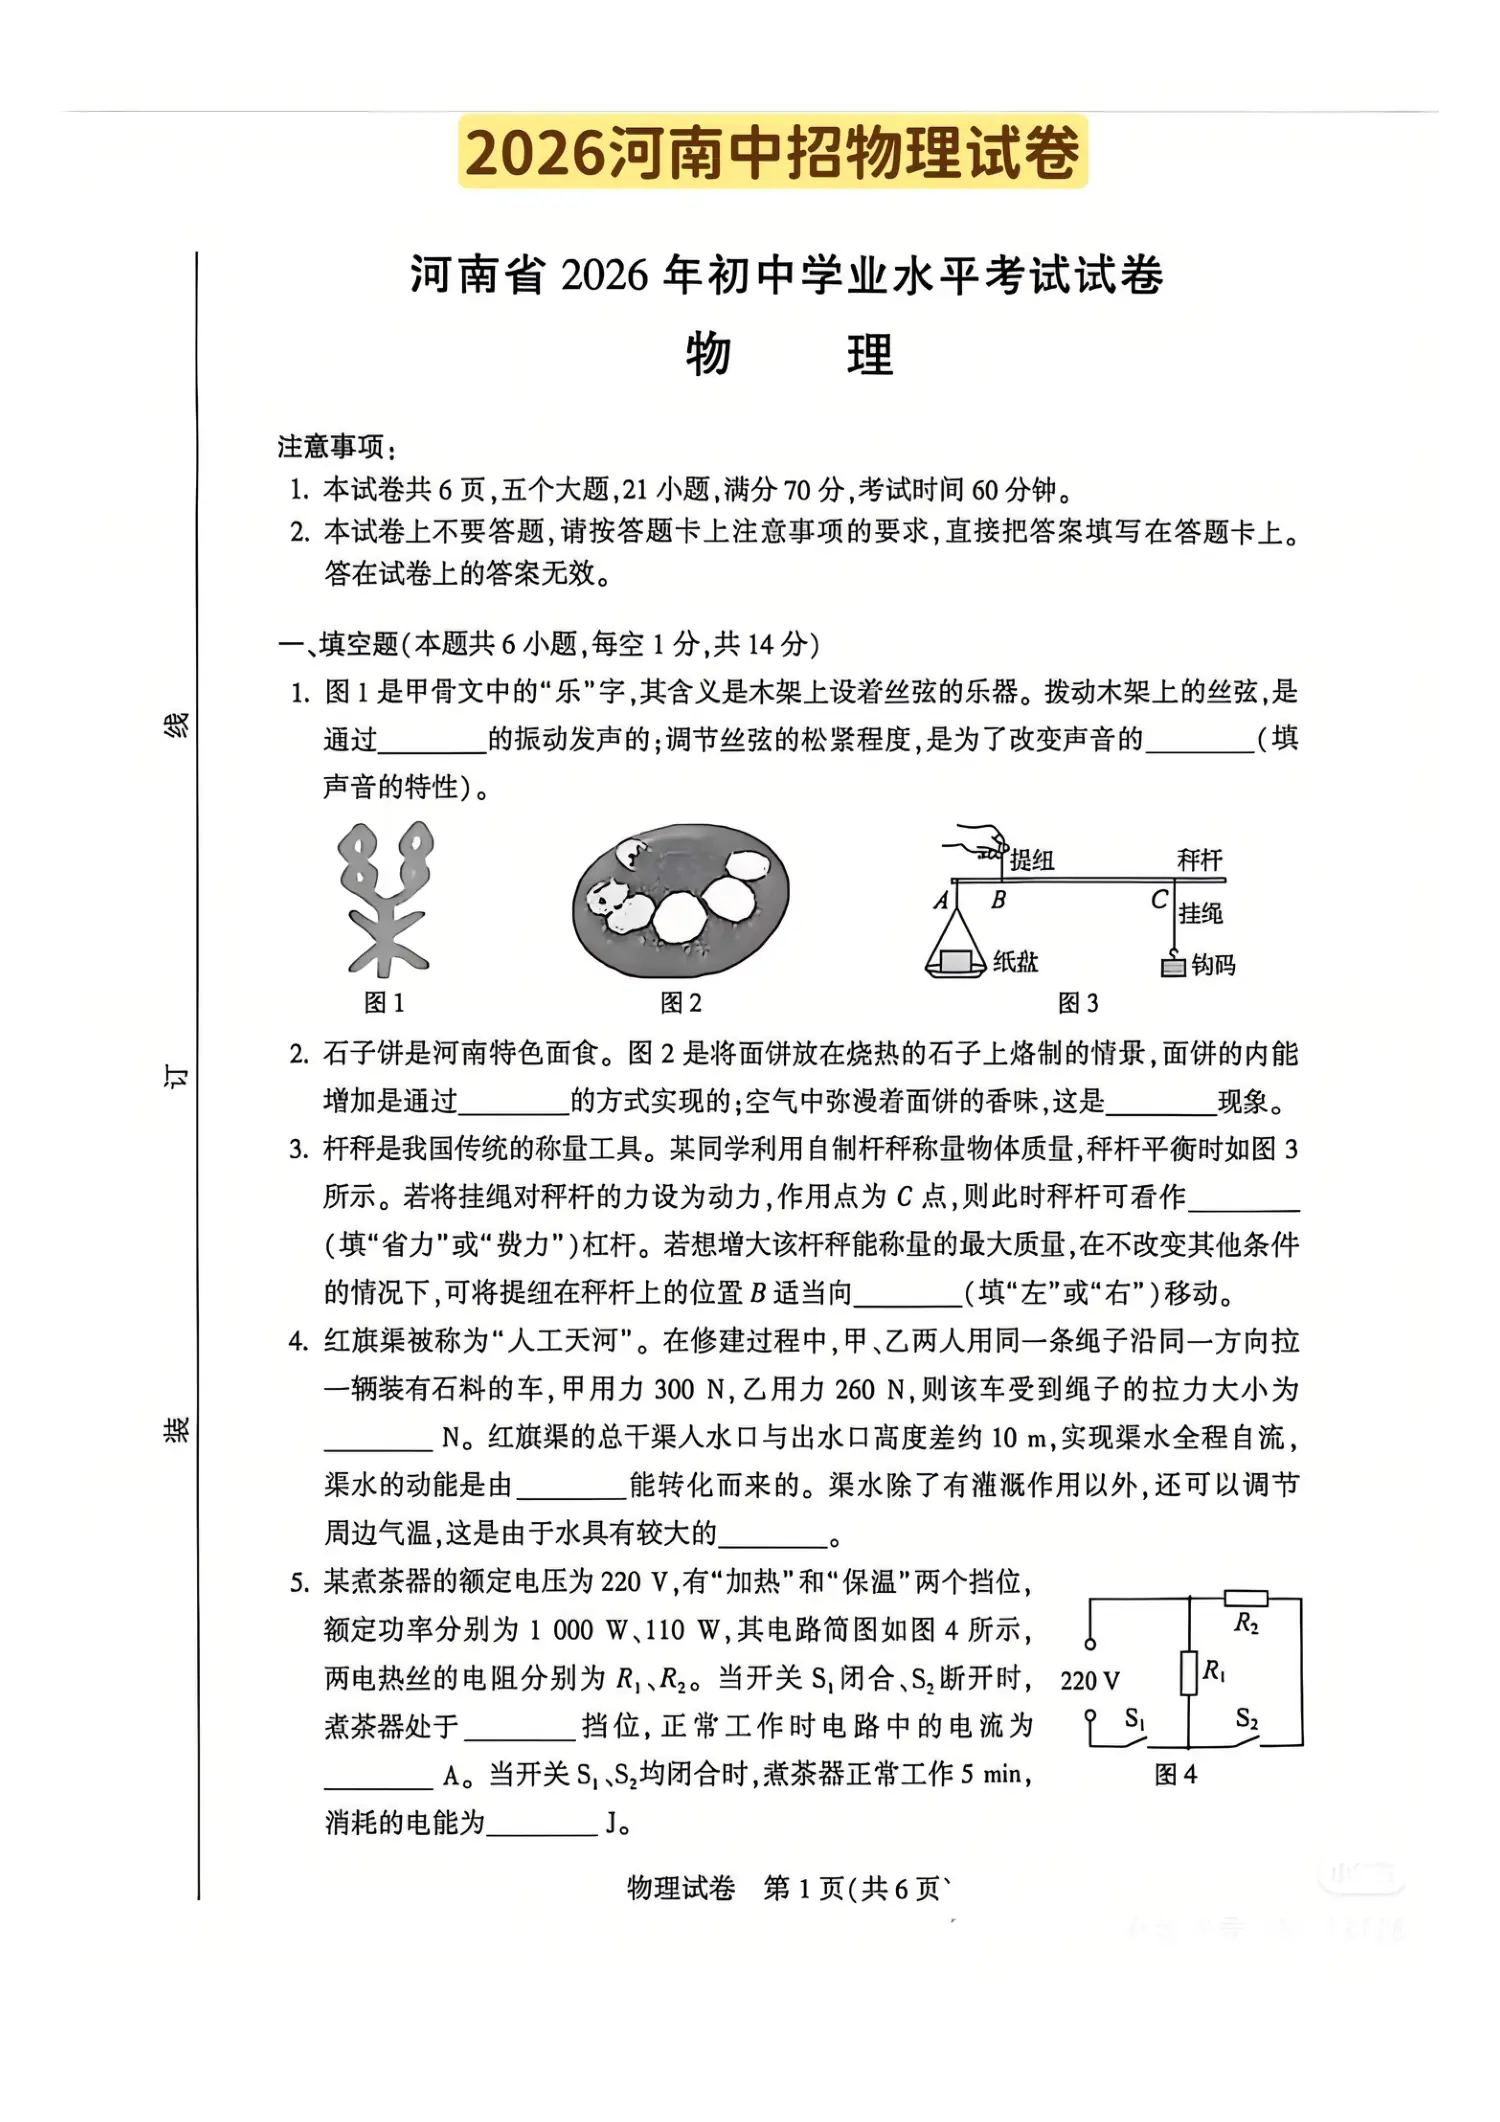 2026河南中招物理试卷
河南省 2026 年初中学业水平考试试卷
物 理
注意事项:
1. 本试卷共 6 页,五个大题,21 小题,满分 70 分,考试时间 60 分钟。
2. 本试卷上不要答题,请按答题卡上注意事项的要求,直接把答案填写在答题卡上。
答在试卷上的答案无效。
一、填空题(本题共 6 小题,每空 1 分,共 14 分)
1. 图 1 是甲骨文中的“乐”字,其含义是木架上设着丝弦的乐器。拨动木架上的丝弦,是
通过________的振动发声的;调节丝弦的松紧程度,是为了改变声音的________(填
声音的特性)。
提纽 秤杆
A B C
挂绳
纸盘 钩码
图 1 图 2 图 3
2. 石子饼是河南特色面食。图 2 是将面饼放在烧热的石子上烙制的情景,面饼的内能
增加是通过________的方式实现的;空气中弥漫着面饼的香味,这是________现象。
3. 杆秤是我国传统的称量工具。某同学利用自制杆秤称量物体质量,秤杆平衡时如图 3
所示。若将挂绳对秤杆的力设为动力,作用点为 C 点,则此时秤杆可看作________
(填“省力”或“费力”)杠杆。若想增大该杆秤能称量的最大质量,在不改变其他条件
的情况下,可将提纽在秤杆上的位置 B 适当向________(填“左”或“右”)移动。
4. 红旗渠被称为“人工天河”。在修建过程中,甲、乙两人用同一条绳子沿同一方向拉
一辆装有石料的车,甲用力 300 N,乙用力 260 N,则该车受到绳子的拉力大小为
________ N。红旗渠的总干渠入水口与出水口高度差约 10 m,实现渠水全程自流,
渠水的动能是由________能转化而来的。渠水除了有灌溉作用以外,还可以调节
周边气温,这是由于水具有较大的________。
5. 某煮茶器的额定电压为 220 V,有“加热”和“保温”两个挡位,
额定功率分别为 1 000 W、110 W,其电路简图如图 4 所示,
两电热丝的电阻分别为 R₁、R₂。当开关 S₁闭合、S₂断开时,
煮茶器处于________挡位,正常工作时电路中的电流为
________ A。当开关 S₁、S₂均闭合时,煮茶器正常工作 5 min,
消耗的电能为________ J。
R₂
R₁
220 V
S₁ S₂
图 4
物理试卷 第 1 页(共 6 页)
线
订
装